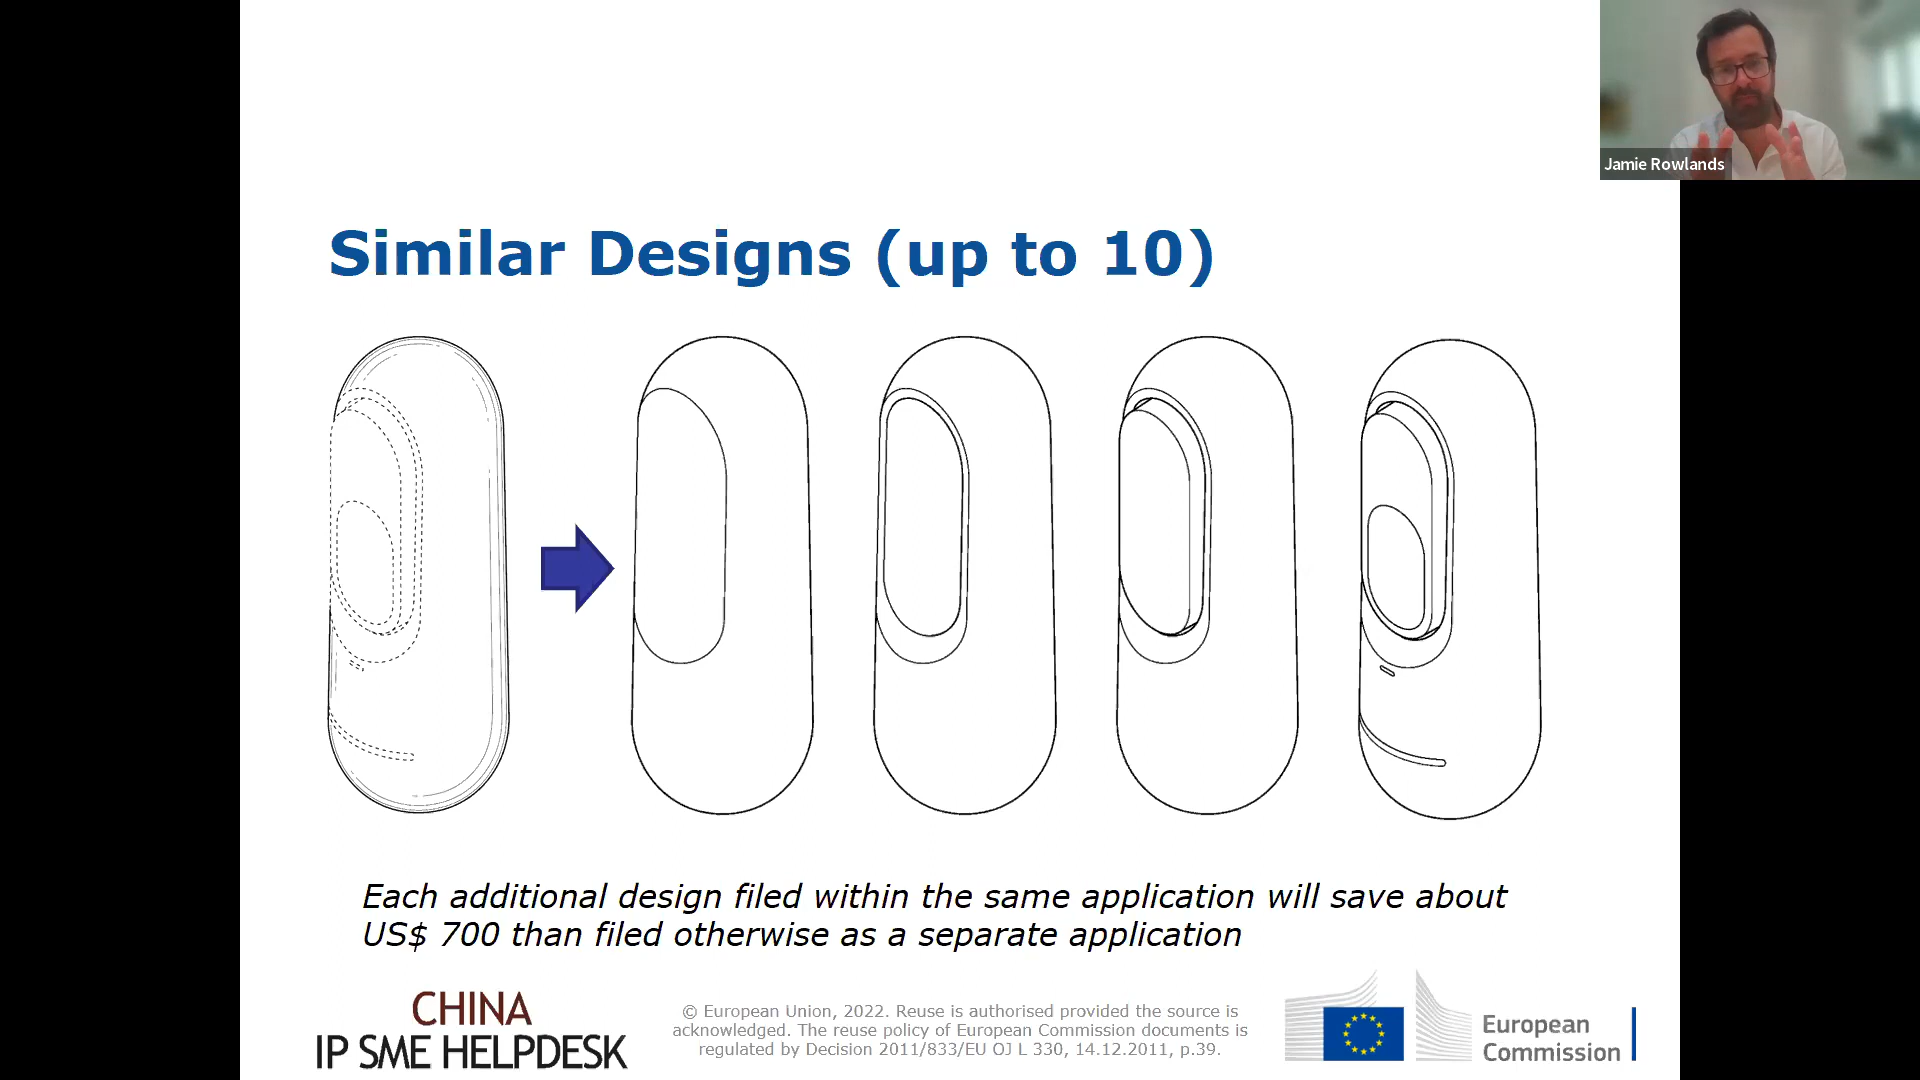 Jamie Rowlands
Similar Designs (up to 10)
Each additional design filed within the same application will save about
US$ 700 than filed otherwise as a separate application
CHINA
IP SME HELPDESK
© European Union, 2022. Reuse is authorised provided the source is
acknowledged. The reuse policy of European Commission documents is
regulated by Decision 2011/833/EU OJ L 330, 14.12.2011, p.39.
European
Commission